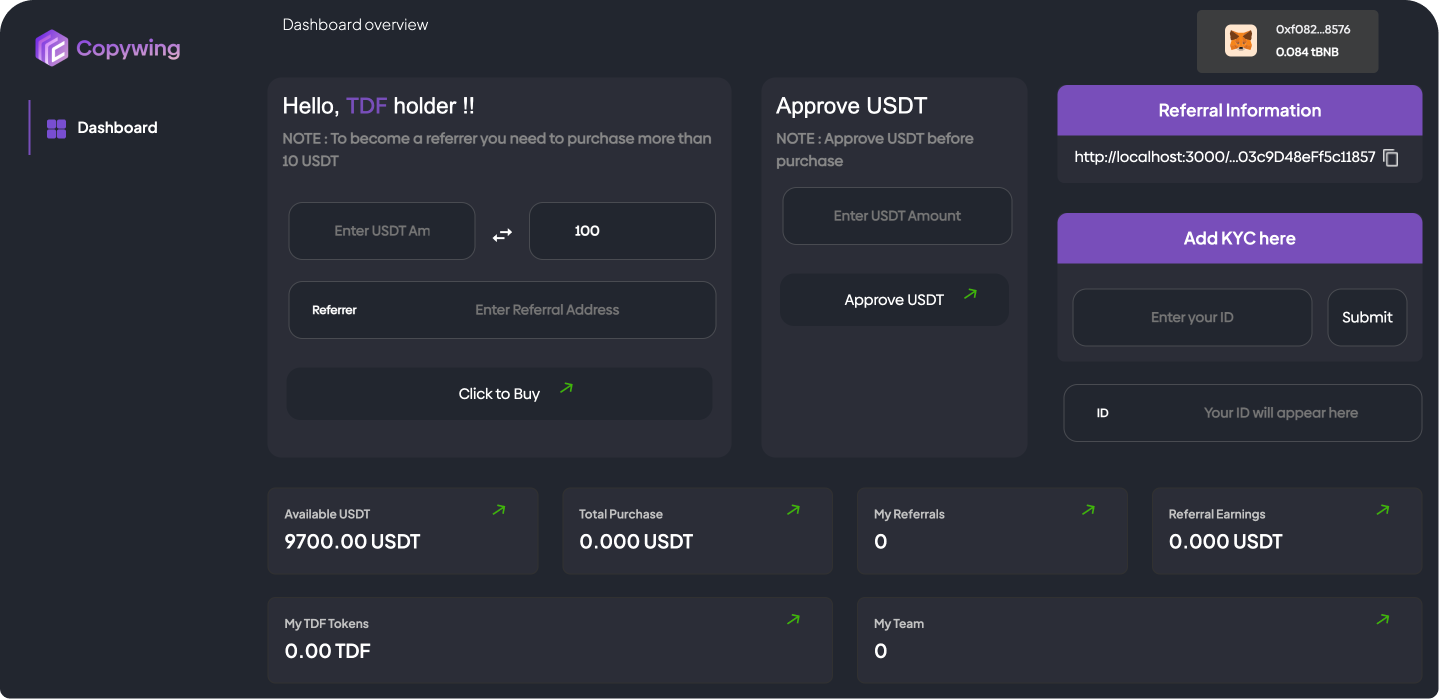 Copywing
Dashboard
Dashboard overview
0xf082...8576
0.084 tBNB
Hello, TDF holder !!
NOTE : To become a referrer you need to purchase more than
10 USDT
Enter USDT Am
100
Referrer
Enter Referral Address
Click to Buy
Approve USDT
NOTE : Approve USDT before
purchase
Enter USDT Amount
Approve USDT
Referral Information
http://localhost:3000/...03c9D48eFf5c11857
Add KYC here
Enter your ID
Submit
ID
Your ID will appear here
Available USDT
9700.00 USDT
Total Purchase
0.000 USDT
My Referrals
0
Referral Earnings
0.000 USDT
My TDF Tokens
0.00 TDF
My Team
0